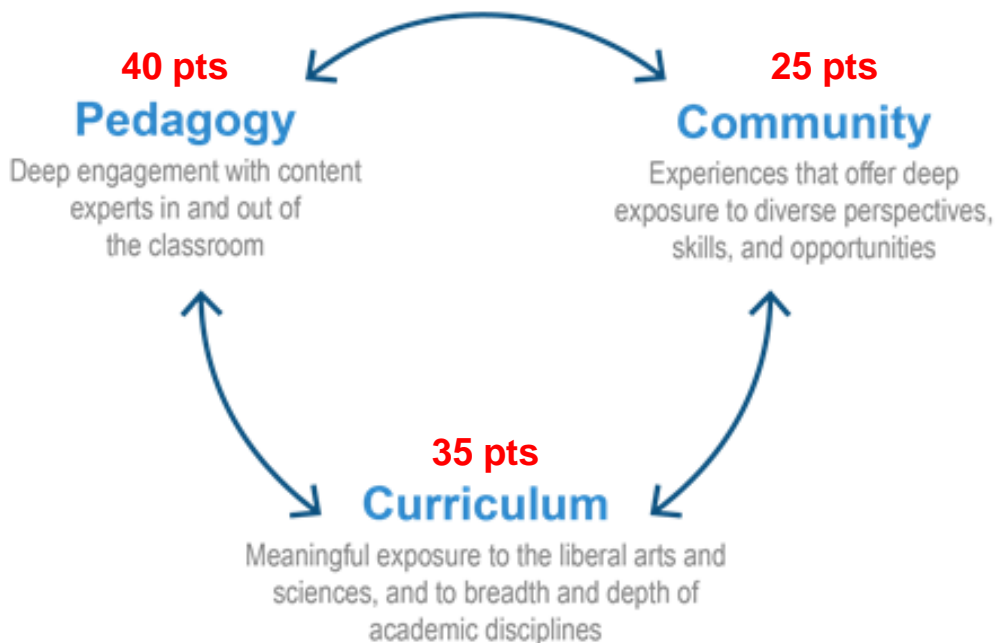 40 pts
Pedagogy
Deep engagement with content
experts in and out of
the classroom
25 pts
Community
Experiences that offer deep
exposure to diverse perspectives,
skills, and opportunities
35 pts
Curriculum
Meaningful exposure to the liberal arts and
sciences, and to breadth and depth of
academic disciplines